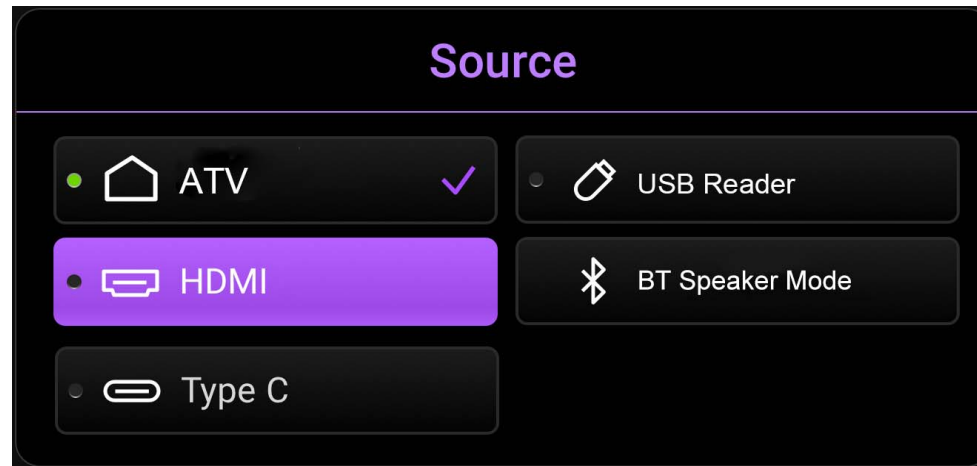 Source
ATV
USB Reader
HDMI
BT Speaker Mode
Type C